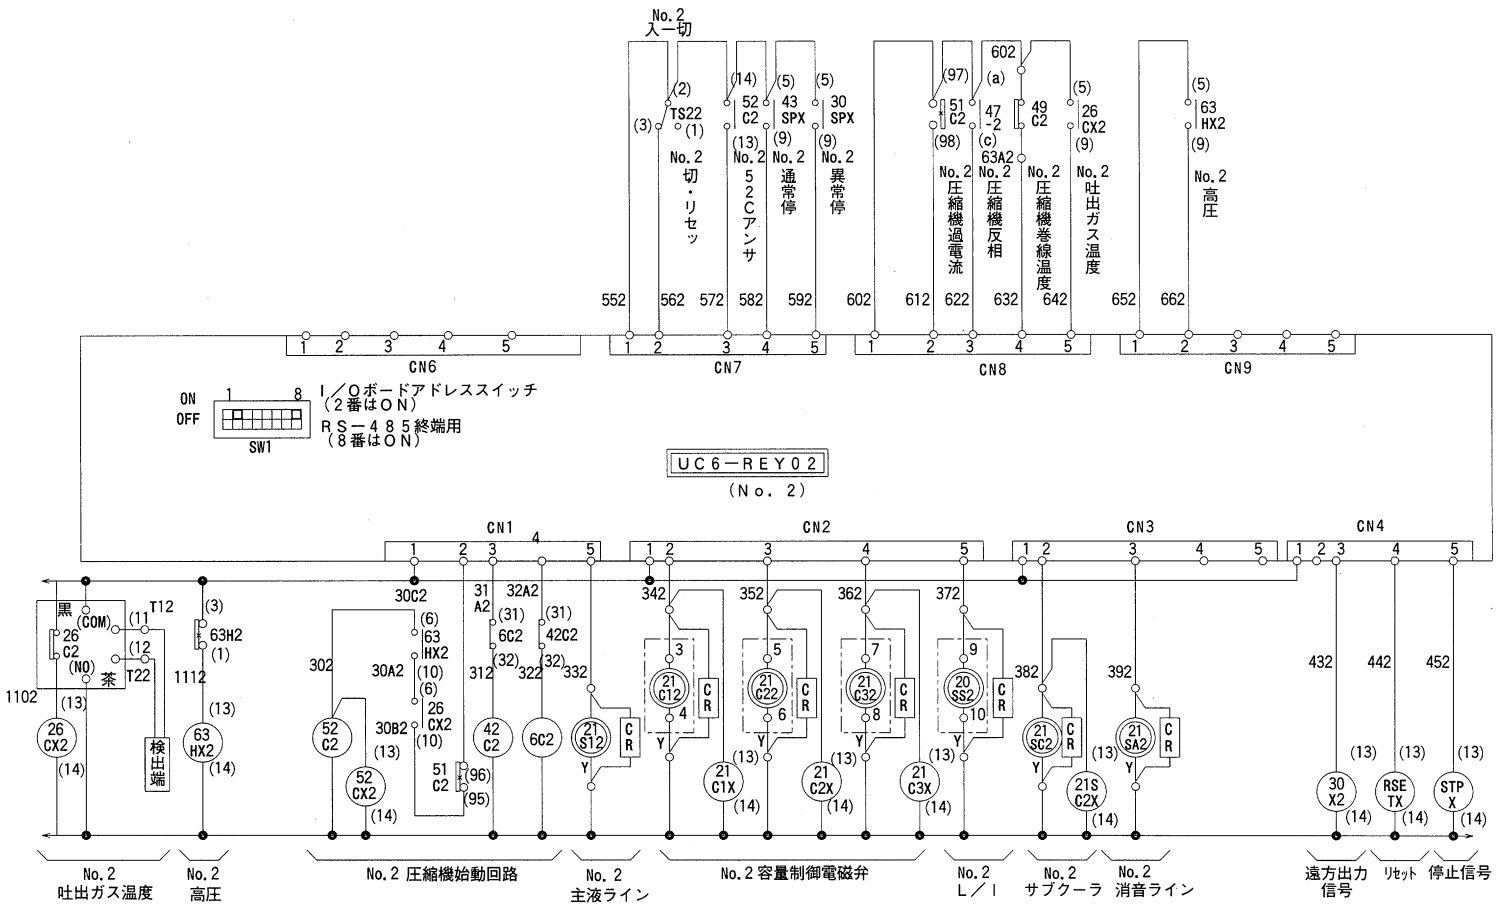 No. 2
入ー切
(2)
TS22
(3)
(1)
No. 2
切・リセッ
(14)
52
C2
(13)
No. 2
52Cアンサ
(5)
43
SPX
(9)
No. 2
通常停
(5)
30
SPX
(9)
No. 2
異常停
(97)
51
C2
(98)
No. 2
圧縮機過電流
(a)
47
-2
(c)
No. 2
圧縮機反相
602
49
C2
63A2
No. 2
圧縮機巻線温度
(5)
26
CX2
(9)
No. 2
吐出ガス温度
(5)
63
HX2
(9)
No. 2
高圧
552 562 572 582 592 602 612 622 632 642 652 662
1 2 3 4 5
CN6
1 2 3 4 5
CN7
1 2 3 4 5
CN8
1 2 3 4 5
CN9
ON
OFF
1 8
SW1
I/Oボードアドレススイッチ
(2番はON)
RS-485終端用
(8番はON)
UC6-REY02
(No. 2)
CN1
1 2 3 4 5
CN2
1 2 3 4 5
CN3
1 2 3 4 5
CN4
1 2 3 4 5
黒
(COM)
26
C2
(NO)
茶
T12
(11)
(12)
T22
1102
(13)
26
CX2
(14)
検出端
(3)
63H2
(1)
1112
(13)
63
HX2
(14)
30C2
(6)
63
HX2
(10)
30A2
(6)
26
CX2
(10)
30B2
302
52
C2
(13)
52
CX2
(14)
51
C2
(96)
(95)
31
A2
(31)
6C2
(32)
312
42
C2
32A2
(31)
42C2
(32)
322
6C2
332
21
S12
Y
CR
342
3
21
C12
4
Y
CR
(13)
21
C1X
(14)
352
5
21
C22
6
Y
CR
(13)
21
C2X
(14)
362
7
21
C32
8
Y
CR
(13)
21
C3X
(14)
372
9
20
SS2
10
Y
CR
382
21
SC2
Y
CR
(13)
21S
C2X
(14)
392
21
SA2
Y
CR
432
(13)
30
X2
(14)
442
(13)
RSE
TX
(14)
452
(13)
STP
X
(14)
No. 2
吐出ガス温度
No. 2
高圧
No. 2 圧縮機始動回路
No. 2
主液ライン
No. 2 容量制御電磁弁
No. 2
L/I
No. 2
サブクーラ
No. 2
消音ライン
遠方出力
信号
リセット
停止信号